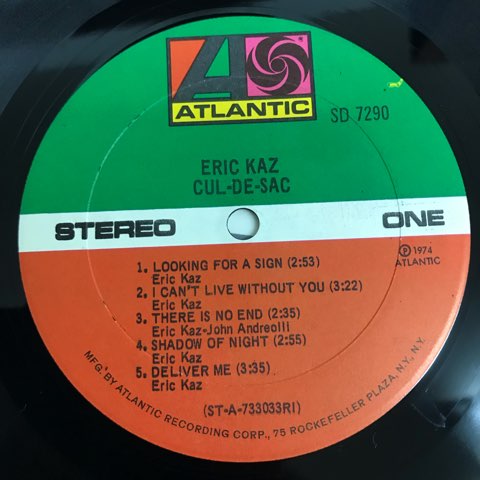 ATLANTIC
SD 7290
ERIC KAZ
CUL-DE-SAC
STEREO ONE
℗ 1974
ATLANTIC
1. LOOKING FOR A SIGN (2:53)
Eric Kaz
2. I CAN'T LIVE WITHOUT YOU (3:22)
Eric Kaz
3. THERE IS NO END (2:35)
Eric Kaz-John Andreolli
4. SHADOW OF NIGHT (2:55)
Eric Kaz
5. DELIVER ME (3:35)
Eric Kaz
(ST-A-733033RI)
MFG. BY ATLANTIC RECORDING CORP., 75 ROCKEFELLER PLAZA, N.Y., N.Y.